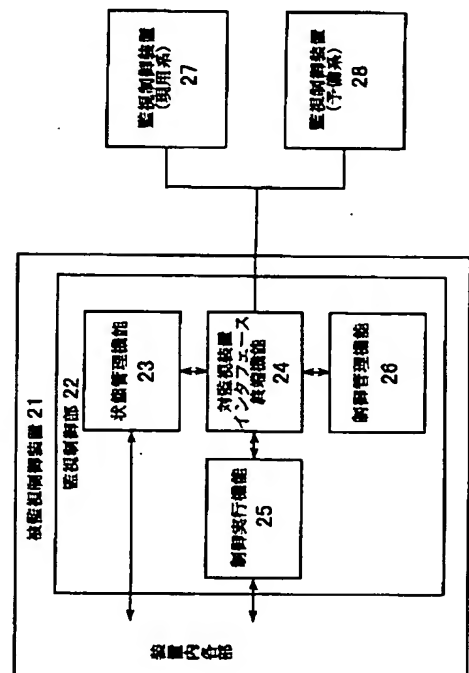 被監視制御装置 21
監視制御部 22
状態管理機能
23
対監視装置
インタフェース
終端機能
24
制御実行機能
25
制御管理機能
26
装置
内各部
監視制御装置
(現用系)
27
監視制御装置
(予備系)
28